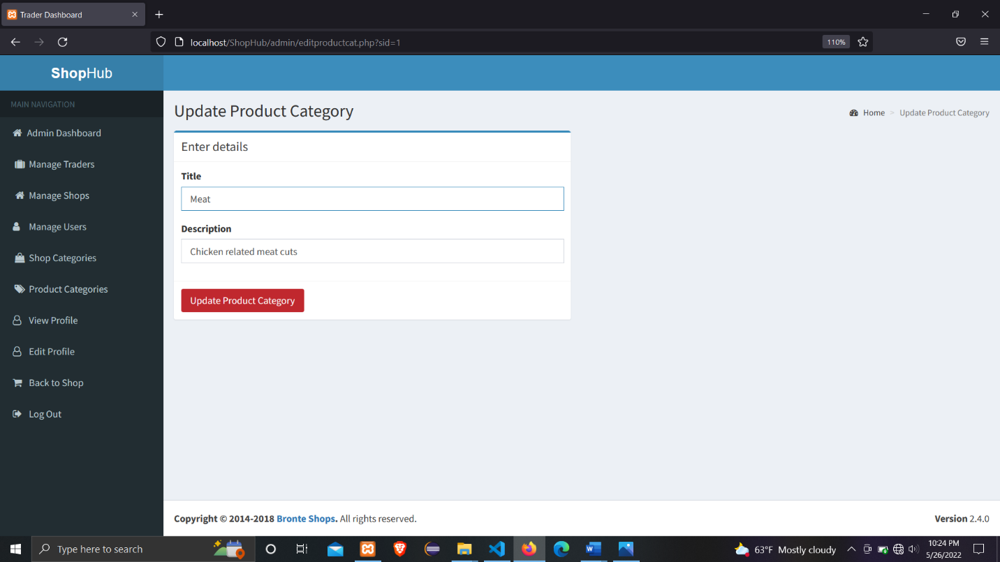 Trader Dashboard
localhost/ShopHub/admin/editproductcat.php?sid=1
110%
ShopHub
MAIN NAVIGATION
Admin Dashboard
Manage Traders
Manage Shops
Manage Users
Shop Categories
Product Categories
View Profile
Edit Profile
Back to Shop
Log Out
Update Product Category
Home > Update Product Category
Enter details
Title
Meat
Description
Chicken related meat cuts
Update Product Category
Copyright © 2014-2018 Bronte Shops. All rights reserved.
Version 2.4.0
Type here to search
63°F Mostly cloudy
10:24 PM
5/26/2022